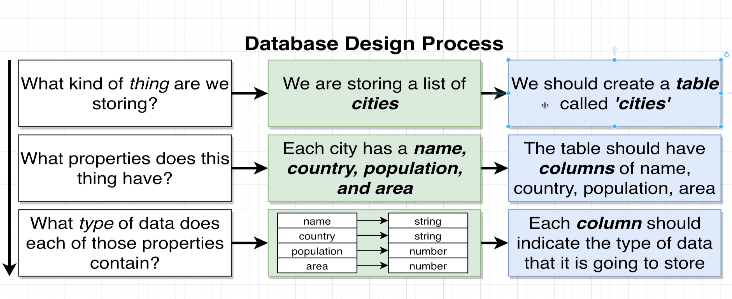 Database Design Process
What kind of thing are we
storing?
We are storing a list of
cities
We should create a table
called 'cities'
What properties does this
thing have?
Each city has a name,
country, population,
and area
The table should have
columns of name,
country, population, area
What type of data does
each of those properties
contain?
name string
country string
population number
area number
Each column should
indicate the type of data
that it is going to store